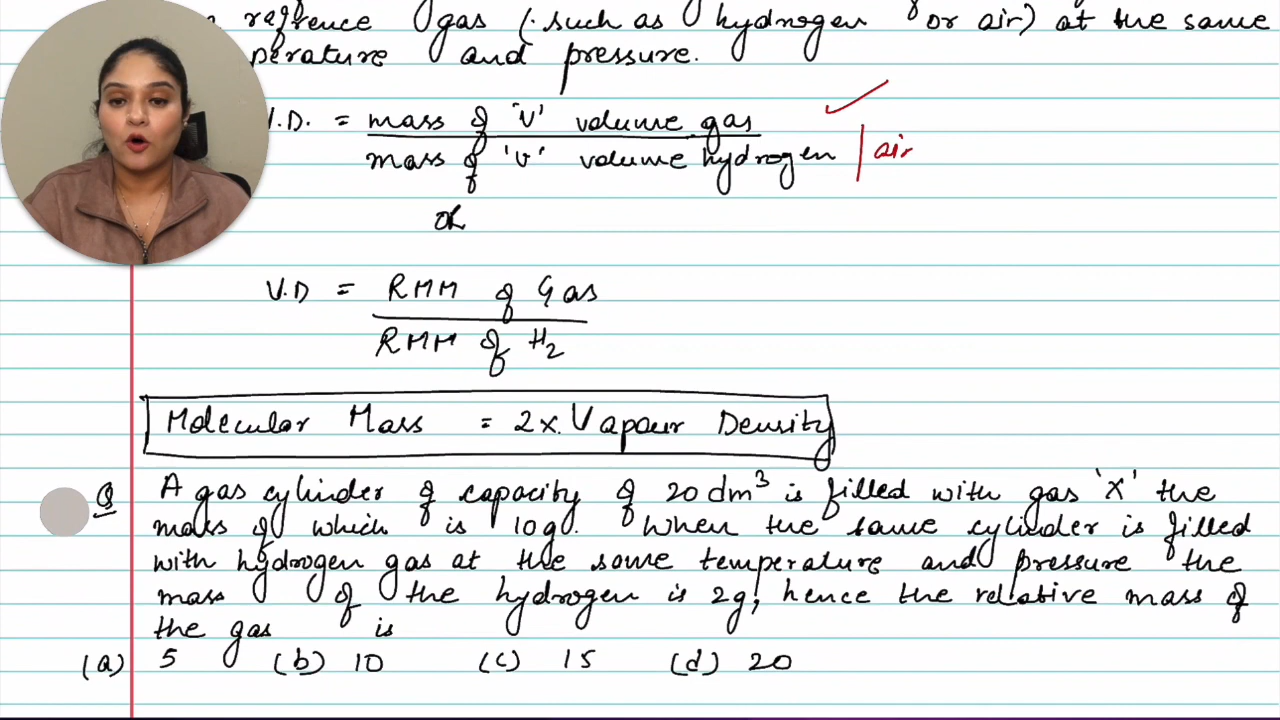 refrence gas (such as hydrogen or air) at the same
perature and pressure.
V.D. = mass of 'V' volume gas
mass of 'v' volume hydrogen | air
or
V.D = RMM of Gas
RMM of H2
Molecular Mass = 2x Vapour Density
Q A gas cylinder of capacity of 20 dm³ is filled with gas 'X' the
mass of which is 10g. When the same cylinder is filled
with hydrogen gas at the some temperature and pressure the
mass of the hydrogen is 2g, hence the relative mass of
the gas is
(a) 5 (b) 10 (c) 15 (d) 20